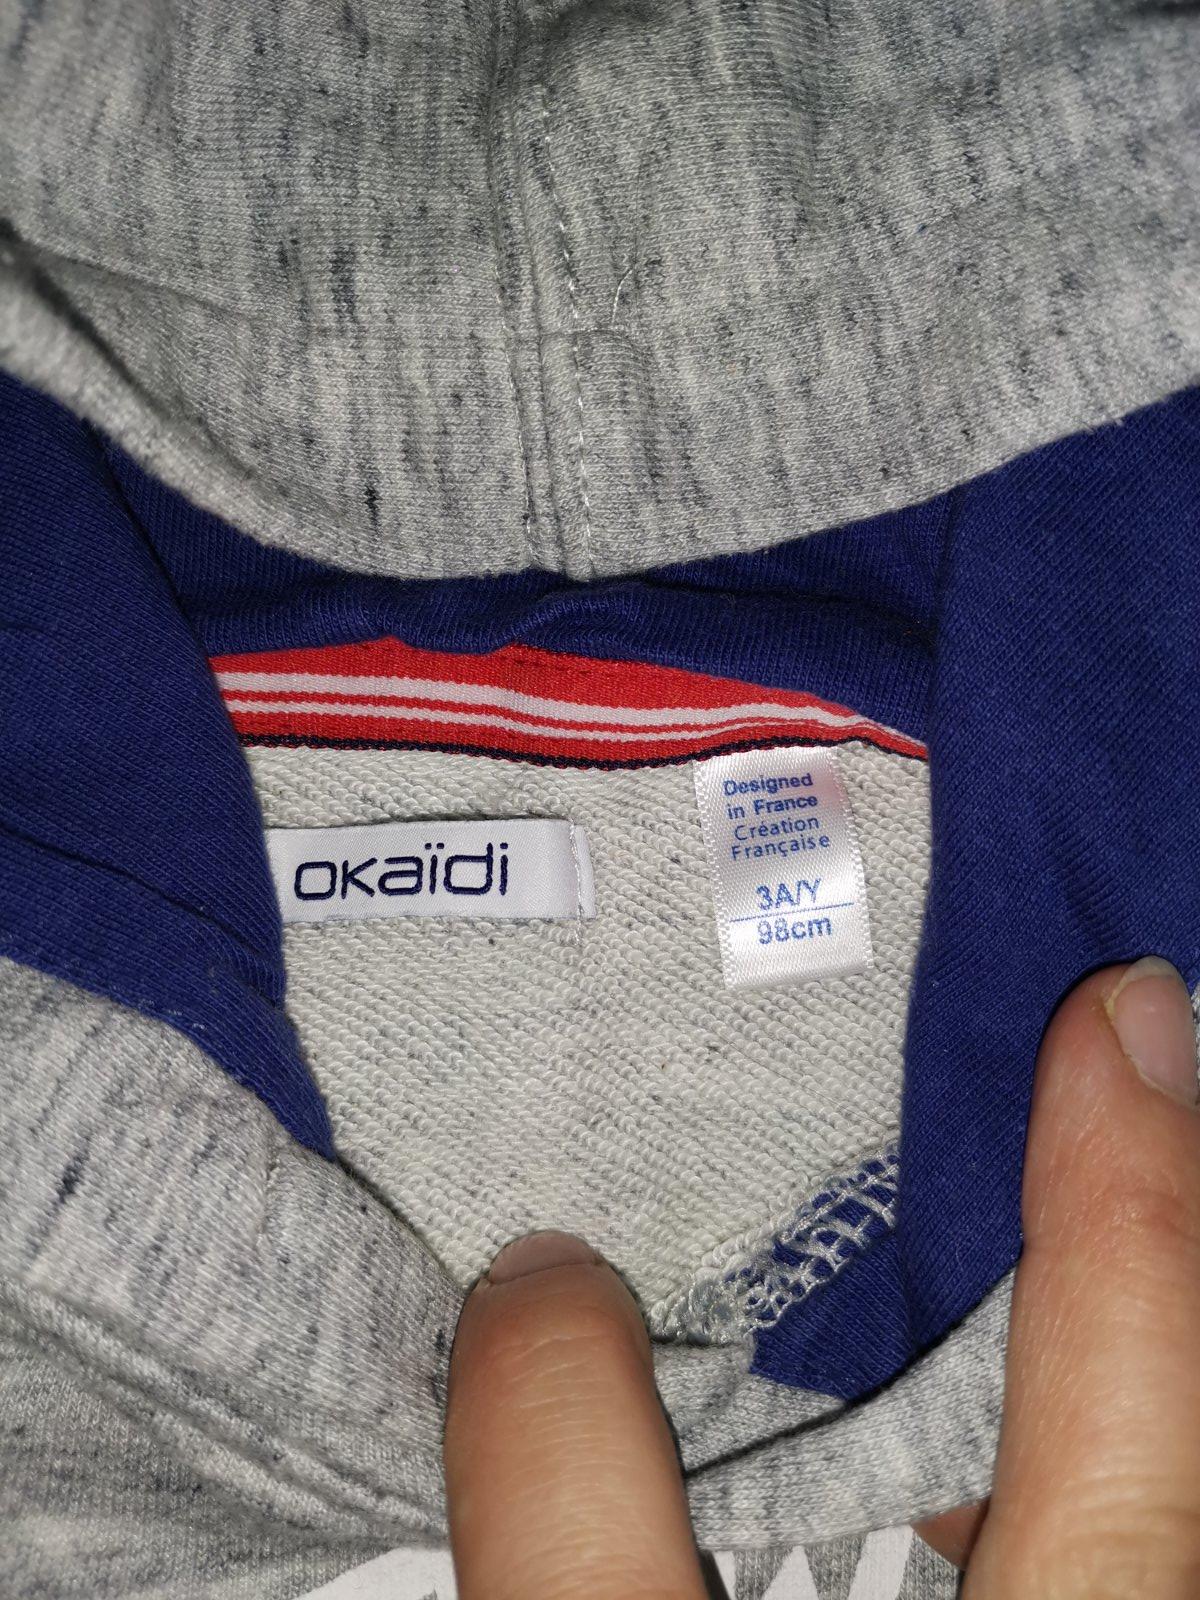 OKaïdi
Designed
in France
Création
Française
3A/Y
98cm
W